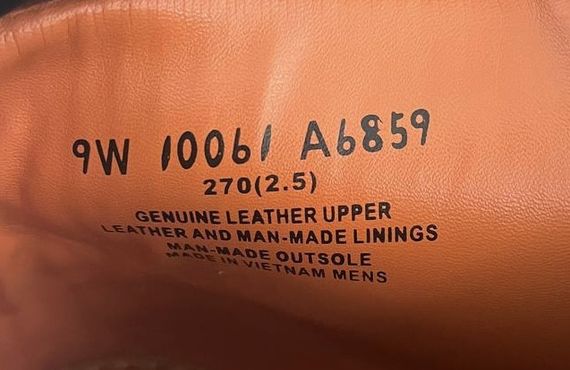 9W 10061 A6859
270(2.5)
GENUINE LEATHER UPPER
LEATHER AND MAN-MADE LININGS
MAN-MADE OUTSOLE
MADE IN VIETNAM MENS